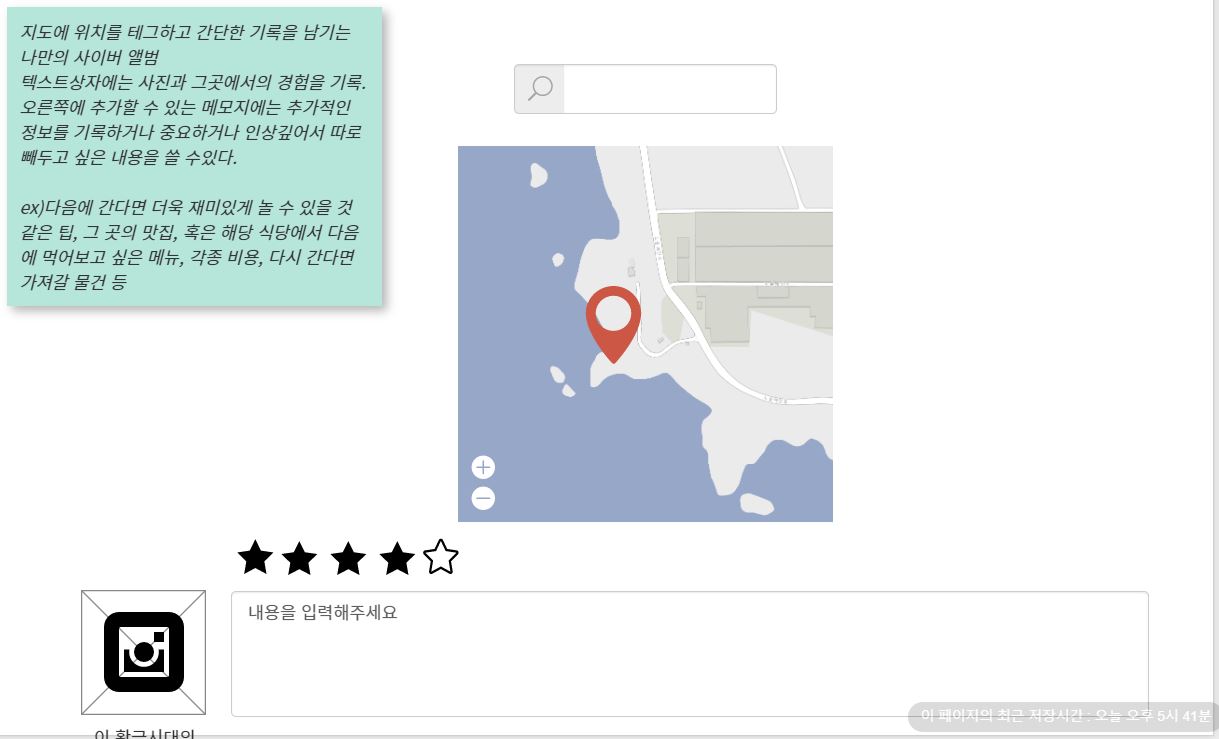 지도에 위치를 테그하고 간단한 기록을 남기는
나만의 사이버 앨범
텍스트상자에는 사진과 그곳에서의 경험을 기록.
오른쪽에 추가할 수 있는 메모지에는 추가적인
정보를 기록하거나 중요하거나 인상깊어서 따로
빼두고 싶은 내용을 쓸 수있다.
ex)다음에 간다면 더욱 재미있게 놀 수 있을 것
같은 팁, 그 곳의 맛집, 혹은 해당 식당에서 다음
에 먹어보고 싶은 메뉴, 각종 비용, 다시 간다면
가져갈 물건 등
내용을 입력해주세요
이 페이지의 최근 저장시간 : 오늘 오후 5시 41분
이 황금시대의